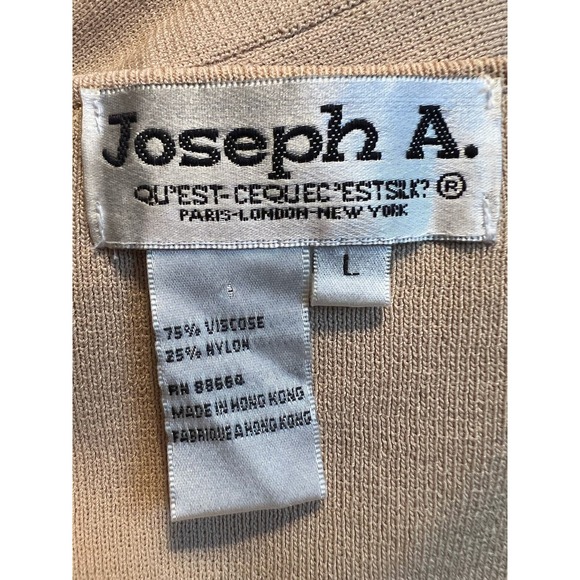 Joseph A.
QU'EST-CEQUEC'ESTSILK? ®
PARIS-LONDON-NEW YORK
L
75% VISCOSE
25% NYLON
RN 88664
MADE IN HONG KONG
FABRIQUE A HONG KONG